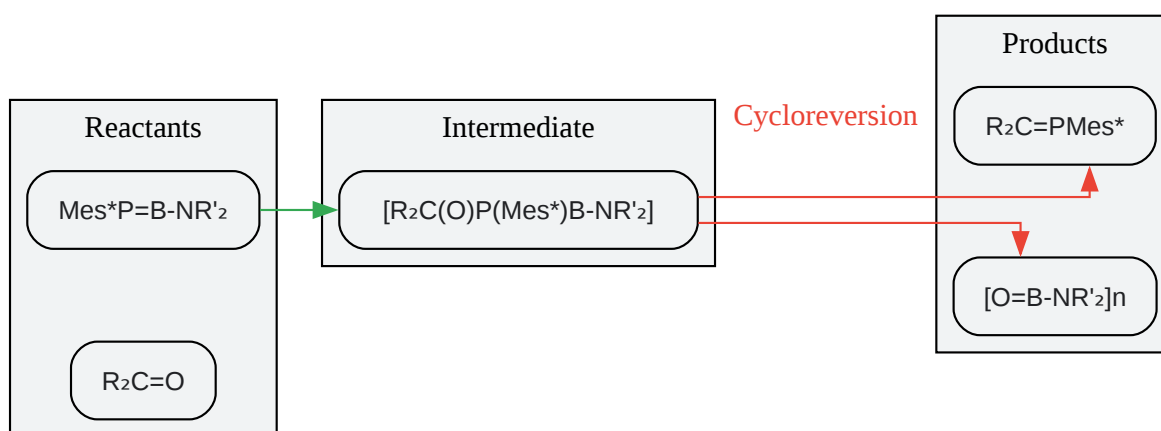 Reactants
Mes*P=B-NR'₂
R₂C=O
Intermediate
[R₂C(O)P(Mes*)B-NR'₂]
Cycloreversion
Products
R₂C=PMes*
[O=B-NR'₂]n